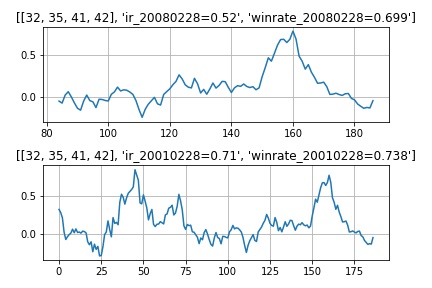 [[32, 35, 41, 42], 'ir_20080228=0.52', 'winrate_20080228=0.699']
0.5
0.0
80 100 120 140 160 180
[[32, 35, 41, 42], 'ir_20010228=0.71', 'winrate_20010228=0.738']
0.5
0.0
0 25 50 75 100 125 150 175